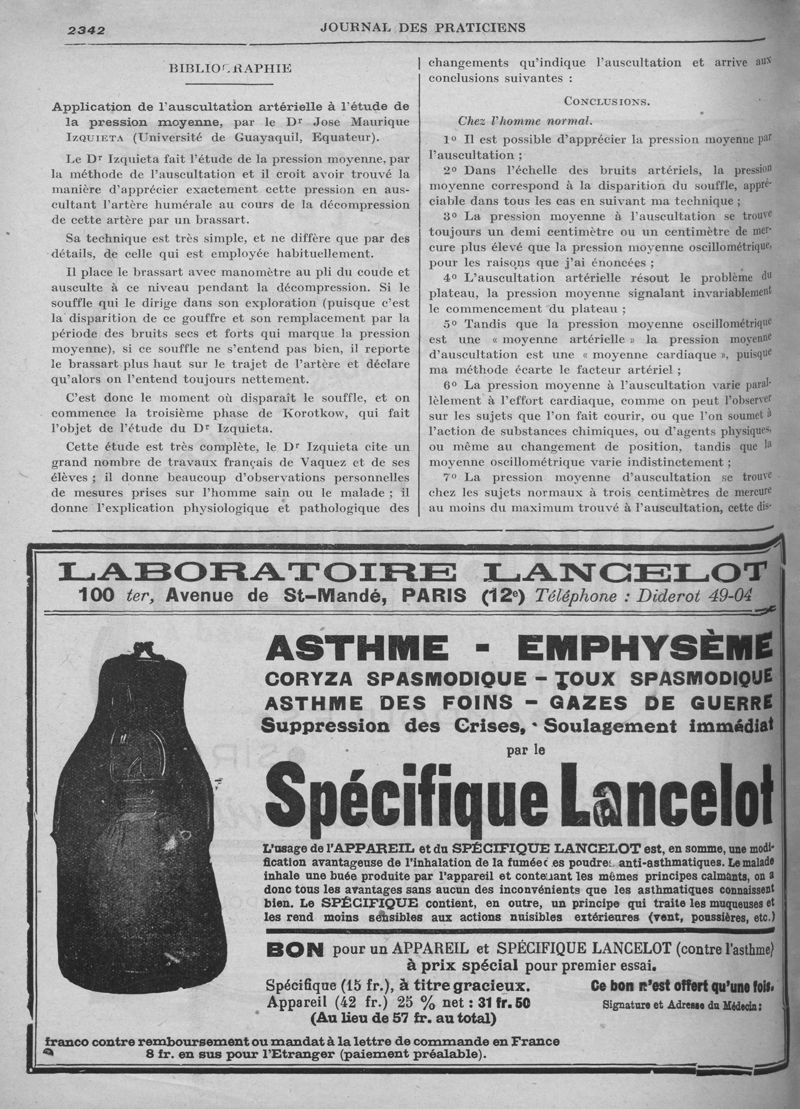 2342
JOURNAL DES PRATICIENS
BIBLIOGRAPHIE
Application de l'auscultation artérielle à l'étude de
la pression moyenne, par le Dr Jose Maurique
IZQUIETA (Université de Guayaquil, Equateur).
Le Dr Izquieta fait l'étude de la pression moyenne, par
la méthode de l'auscultation et il croit avoir trouvé la
manière d'apprécier exactement cette pression en aus-
cultant l'artère humérale au cours de la décompression
de cette artère par un brassart.
Sa technique est très simple, et ne diffère que par des
détails, de celle qui est employée habituellement.
Il place le brassart avec manomètre au pli du coude et
ausculte à ce niveau pendant la décompression. Si le
souffle qui le dirige dans son exploration (puisque c'est
la disparition de ce gouffre et son remplacement par la
période des bruits secs et forts qui marque la pression
moyenne), si ce souffle ne s'entend pas bien, il reporte
le brassart plus haut sur le trajet de l'artère et déclare
qu'alors on l'entend toujours nettement.
C'est donc le moment où disparaît le souffle, et on
commence la troisième phase de Korotkow, qui fait
l'objet de l'étude du Dr Izquieta.
Cette étude est très complète, le Dr Izquieta cite un
grand nombre de travaux français de Vaquez et de ses
élèves ; il donne beaucoup d'observations personnelles
de mesures prises sur l'homme sain ou le malade ; il
donne l'explication physiologique et pathologique des
changements qu'indique l'auscultation et arrive aux
conclusions suivantes :
CONCLUSIONS.
Chez l'homme normal.
1º Il est possible d'apprécier la pression moyenne par
l'auscultation ;
2º Dans l'échelle des bruits artériels, la pression
moyenne correspond à la disparition du souffle, appré-
ciable dans tous les cas en suivant ma technique ;
3º La pression moyenne à l'auscultation se trouve
toujours un demi centimètre ou un centimètre de mer-
cure plus élevé que la pression moyenne oscillométrique,
pour les raisons que j'ai énoncées ;
4º L'auscultation artérielle résout le problème du
plateau, la pression moyenne signalant invariablement
le commencement du plateau ;
5º Tandis que la pression moyenne oscillométrique
est une « moyenne artérielle » la pression moyenne
d'auscultation est une « moyenne cardiaque », puisque
ma méthode écarte le facteur artériel ;
6º La pression moyenne à l'auscultation varie paral-
lèlement à l'effort cardiaque, comme on peut l'observer
sur les sujets que l'on fait courir, ou que l'on soumet à
l'action de substances chimiques, ou d'agents physiques,
ou même au changement de position, tandis que la
moyenne oscillométrique varie indistinctement ;
7º La pression moyenne d'auscultation se trouve
chez les sujets normaux à trois centimètres de mercure
au moins du maximum trouvé à l'auscultation, cette dis-
LABORATOIRE LANCELOT
100 ter, Avenue de St-Mandé, PARIS (12e) Téléphone : Diderot 49-04
ASTHME - EMPHYSÈME
CORYZA SPASMODIQUE - TOUX SPASMODIQUE
ASTHME DES FOINS - GAZES DE GUERRE
Suppression des Crises, - Soulagement immédiat
par le
Spécifique Lancelot
L'usage de l'APPAREIL et du SPÉCIFIQUE LANCELOT est, en somme, une modi-
fication avantageuse de l'inhalation de la fumée des poudres anti-asthmatiques. Le malade
inhale une buée produite par l'appareil et contenant les mêmes principes calmants, on a
donc tous les avantages sans aucun des inconvénients que les asthmatiques connaissent
bien. Le SPÉCIFIQUE contient, en outre, un principe qui traite les muqueuses et
les rend moins sensibles aux actions nuisibles extérieures (vent, poussières, etc.)
BON pour un APPAREIL et SPÉCIFIQUE LANCELOT (contre l'asthme)
à prix spécial pour premier essai.
Spécifique (15 fr.), à titre gracieux.
Appareil (42 fr.) 25 % net : 31 fr. 50
(Au lieu de 57 fr. au total)
Ce bon n'est offert qu'une fois.
Signature et Adresse du Médecin :
franco contre remboursement ou mandat à la lettre de commande en France
8 fr. en sus pour l'Etranger (paiement préalable).